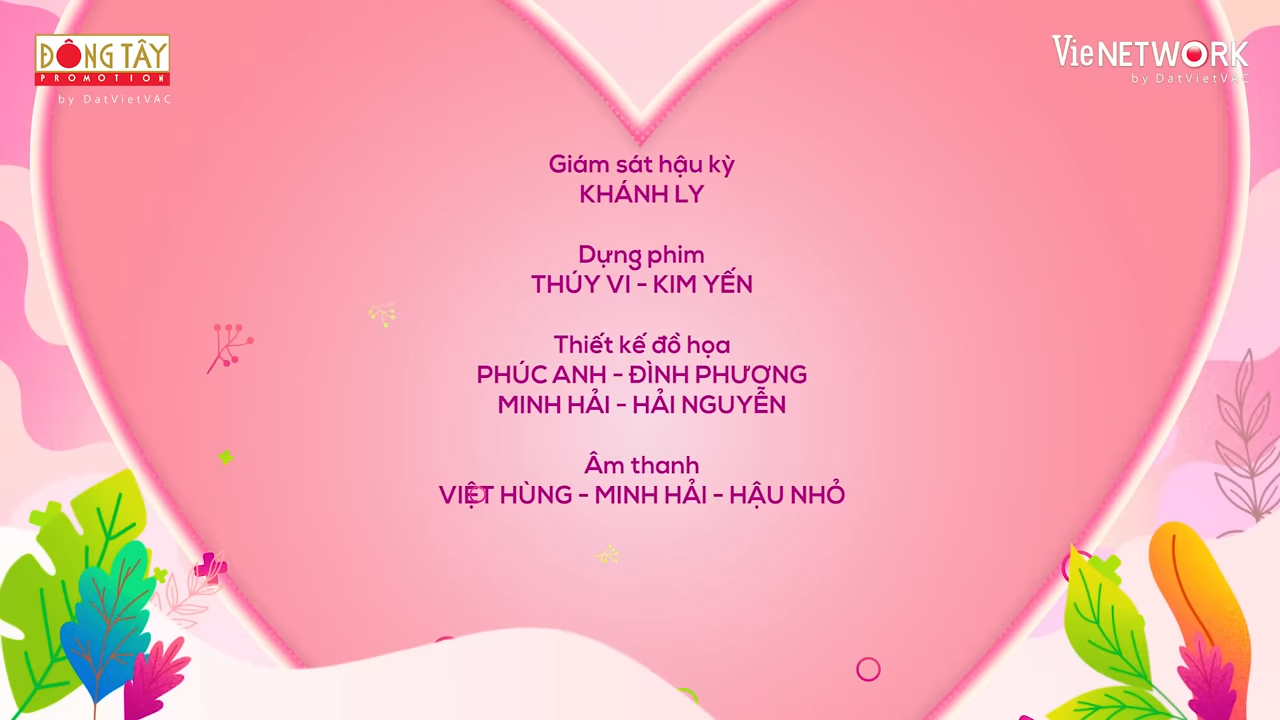 ĐÔNG TÂY
PROMOTION
by DatVietVAC
VieNETWORK
by DatVietVAC
Giám sát hậu kỳ
KHÁNH LY
Dựng phim
THÚY VI - KIM YẾN
Thiết kế đồ họa
PHÚC ANH - ĐÌNH PHƯƠNG
MINH HẢI - HẢI NGUYỄN
Âm thanh
VIỆT HÙNG - MINH HẢI - HẬU NHỎ